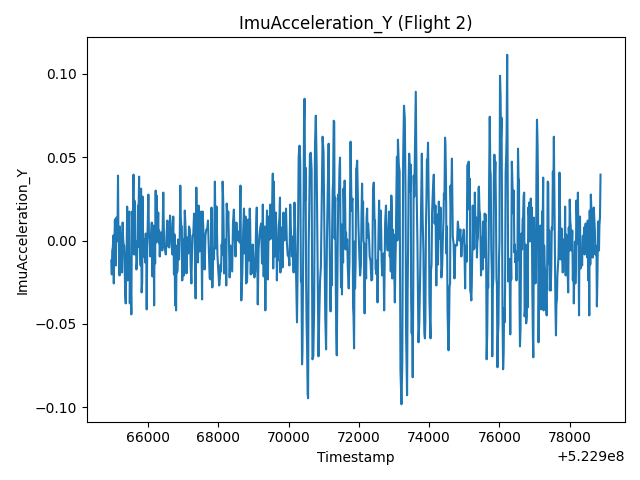 ImuAcceleration_Y (Flight 2)
0.10
0.05
0.00
−0.05
−0.10
ImuAcceleration_Y
66000 68000 70000 72000 74000 76000 78000
Timestamp
+5.229e8